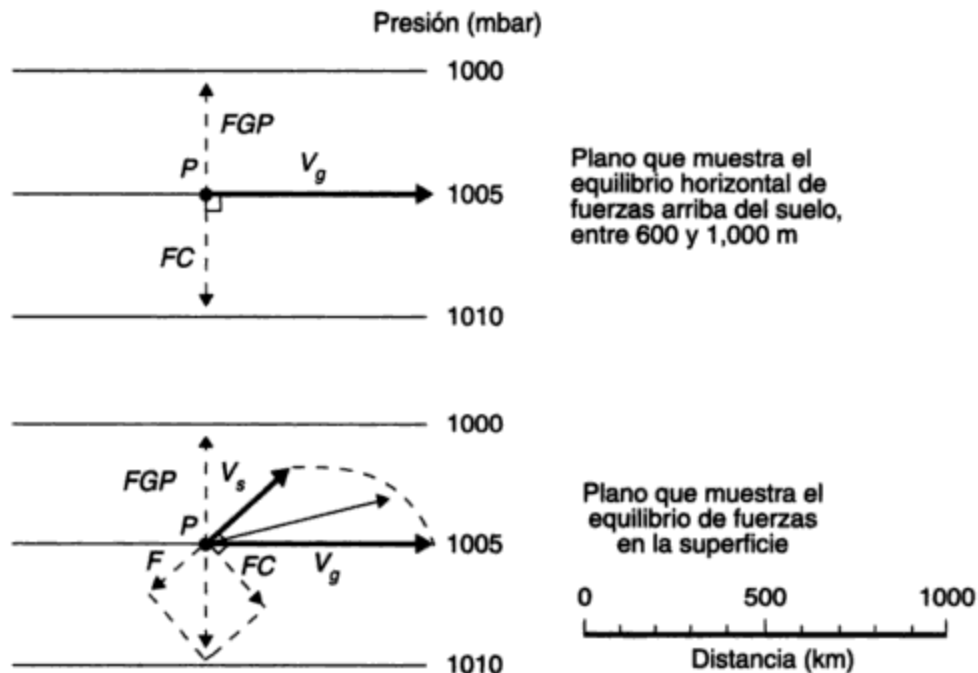 Presión (mbar)
1000
FGP
P
V_g
1005
FC
1010
Plano que muestra el
equilibrio horizontal de
fuerzas arriba del suelo,
entre 600 y 1,000 m
1000
FGP
V_s
P
1005
F
FC
V_g
1010
Plano que muestra el
equilibrio de fuerzas
en la superficie
0 500 1000
Distancia (km)